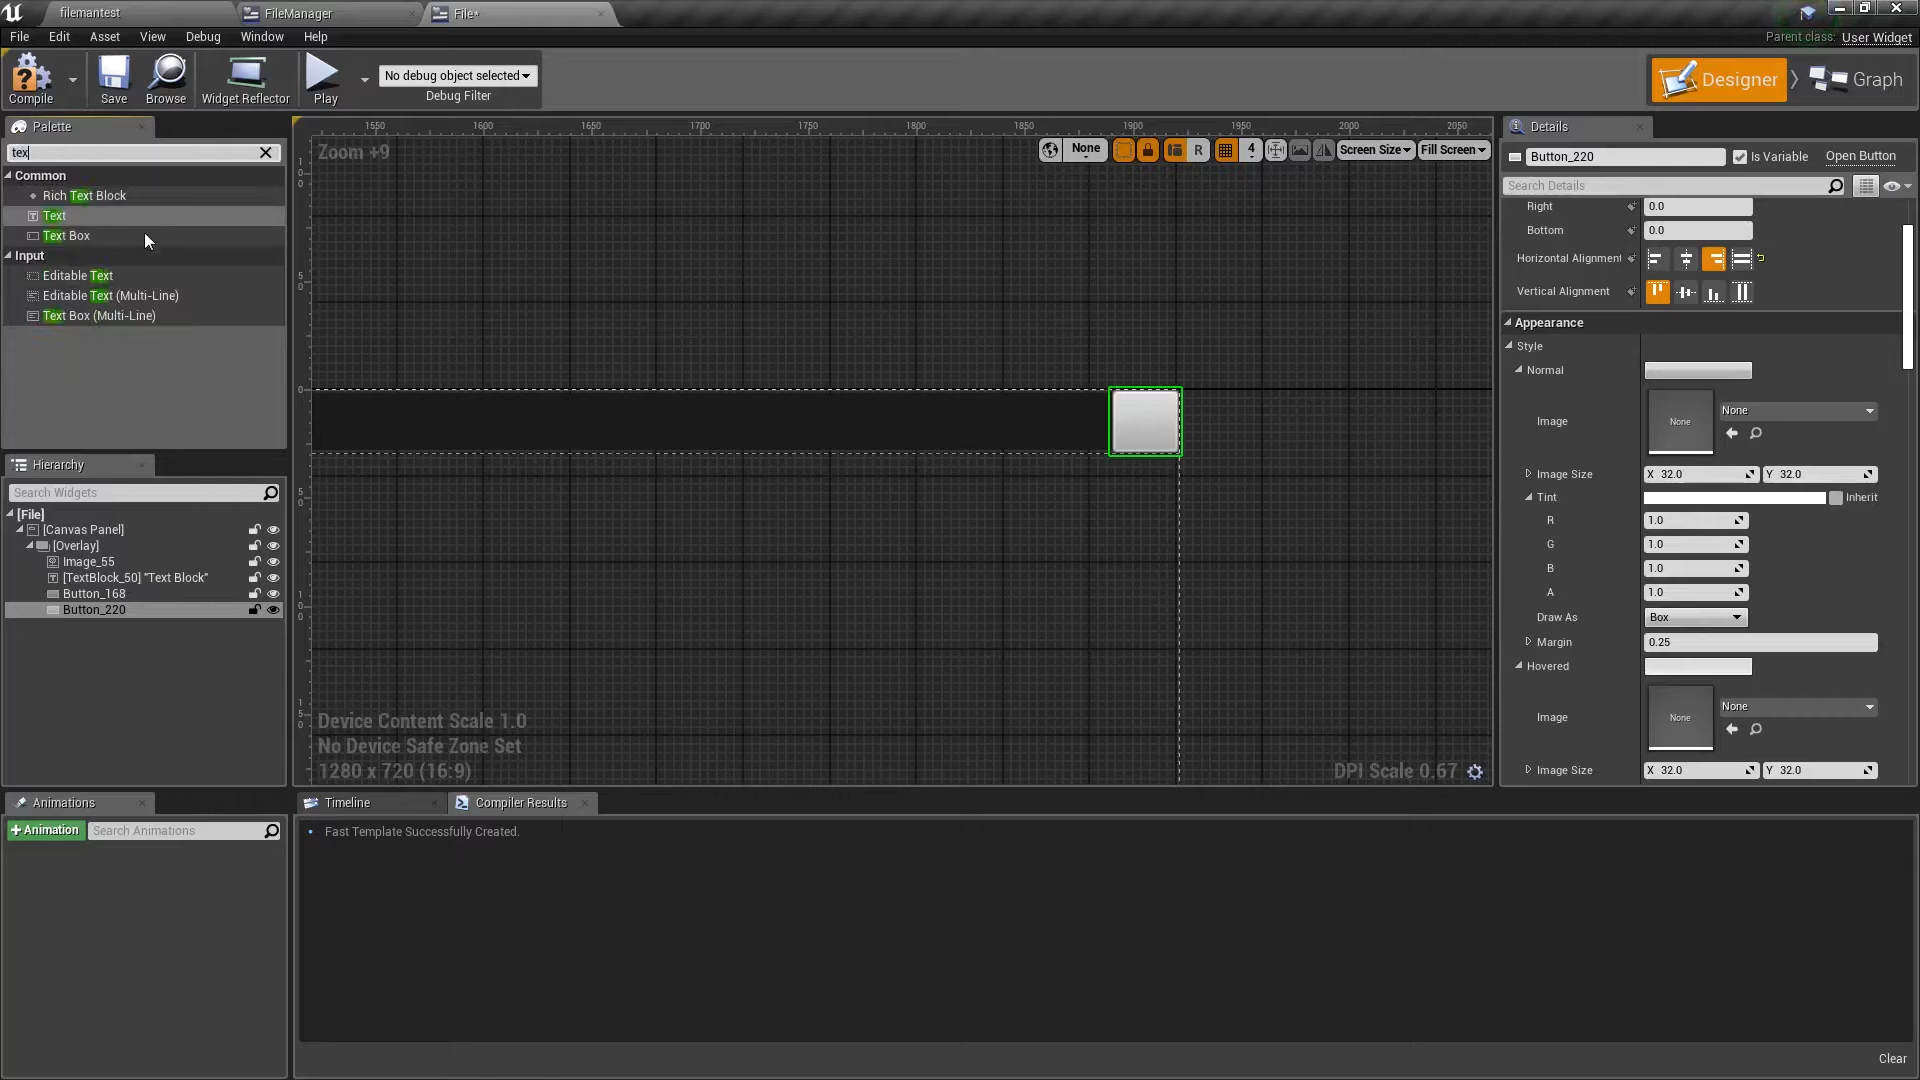 filemantest
FileManager
File*
File Edit Asset View Debug Window Help
Parent class: User Widget
Compile
Save
Browse
Widget Reflector
Play
No debug object selected
Debug Filter
Designer
Graph
Palette
tex
Common
Rich Text Block
Text
Text Box
Input
Editable Text
Editable Text (Multi-Line)
Text Box (Multi-Line)
Hierarchy
Search Widgets
[File]
[Canvas Panel]
[Overlay]
Image_55
[TextBlock_50] "Text Block"
Button_168
Button_220
Animations
+Animation
Search Animations
1550 1600 1650 1700 1750 1800 1850 1900 1950 2000 2050
Zoom +9
None
R
4
Screen Size
Fill Screen
Device Content Scale 1.0
No Device Safe Zone Set
1280 x 720 (16:9)
DPI Scale 0.67
Timeline
Compiler Results
Fast Template Successfully Created.
Clear
Details
Button_220
Is Variable
Open Button
Search Details
Right 0.0
Bottom 0.0
Horizontal Alignment
Vertical Alignment
Appearance
Style
Normal
Image None None
Image Size X 32.0 Y 32.0
Tint Inherit
R 1.0
G 1.0
B 1.0
A 1.0
Draw As Box
Margin 0.25
Hovered
Image None None
Image Size X 32.0 Y 32.0